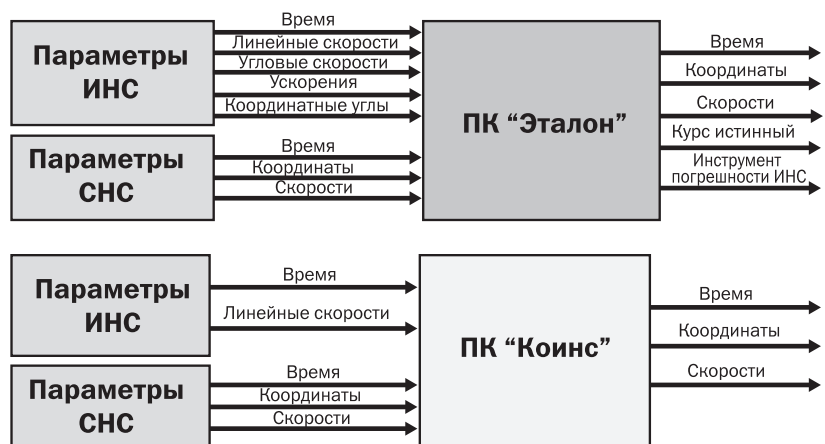 Параметры
ИНС
Время
Линейные скорости
Угловые скорости
Ускорения
Координатные углы
Параметры
СНС
Время
Координаты
Скорости
ПК “Эталон”
Время
Координаты
Скорости
Курс истинный
Инструмент
погрешности ИНС
Параметры
ИНС
Время
Линейные скорости
Параметры
СНС
Время
Координаты
Скорости
ПК “Коинс”
Время
Координаты
Скорости